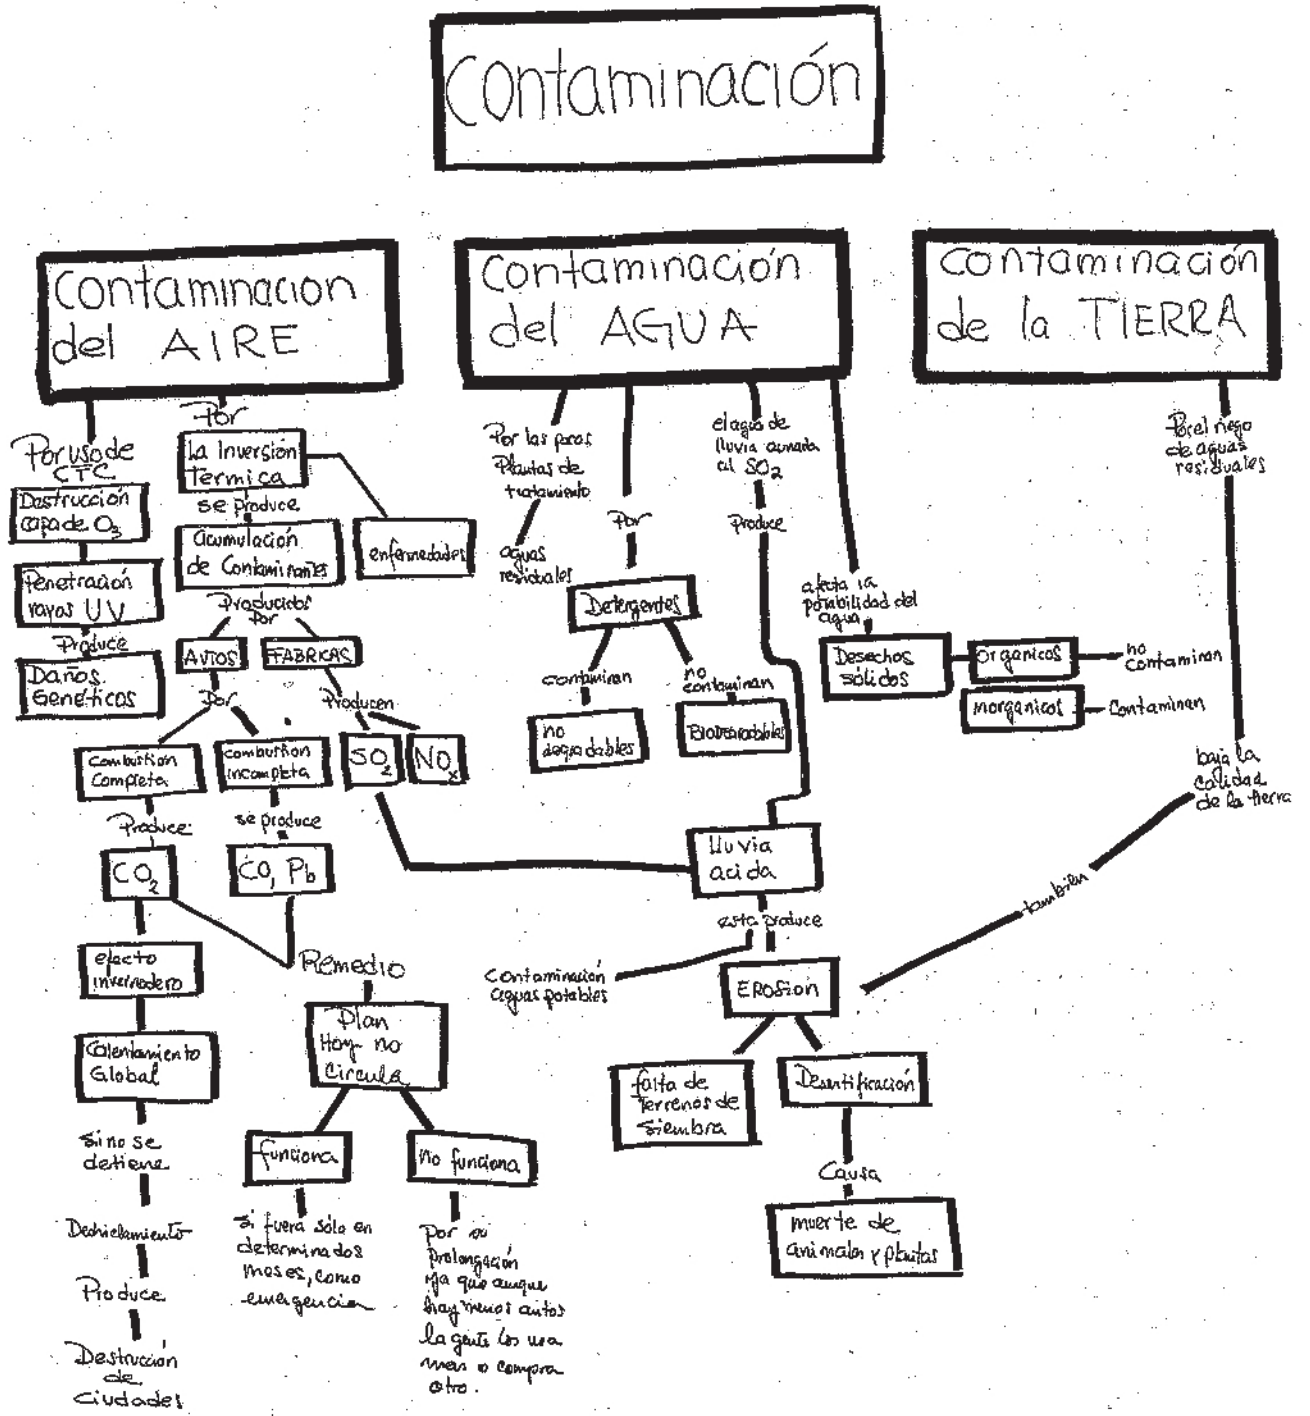 Contaminación
Contaminacion
del AIRE
Contaminación
del AGUA
Contaminación
de la TIERRA
Por uso de
CTC
Destrucción
capa de O3
Penetración
rayos UV
Produce
Daños
Genéticos
Por
La Inversión
Termica
se produce
Acumulación
de Contaminantes
enfermedades
Producidos
Por
AUTOS
FABRICAS
Por
Producen
Combustion
Completa
combustion
incompleta
SO2
NOx
Produce
se produce
CO2
CO, Pb
efecto
invernadero
Calentamiento
Global
Si no se
detiene
Deshielamiento
Produce
Destrucción
de
Ciudades
Remedio
Plan
Hoy no
Circula
funciona
No funciona
Si fuera sólo en
determinados
meses, como
emergencia
Por su
prolongación
ya que aunque
hay menos autos
la gente los usa
mas o compra
otro.
Por las pocas
Plantas de
tratamiento
aguas
residuales
Por
Detergentes
contaminan
no
contaminan
no
degradables
Biodegradables
el agua de
lluvia aunada
al SO2
Produce
lluvia
acida
esta produce
Contaminación
aguas potables
EROSION
falta de
terrenos de
siembra
Desertificación
Causa
muerte de
animales y plantas
afecta la
potabilidad del
agua
Desechos
sólidos
organicos
no
contaminan
inorganicos
Contaminan
Por el riego
de aguas
residuales
baja la
calidad
de la tierra
tambien